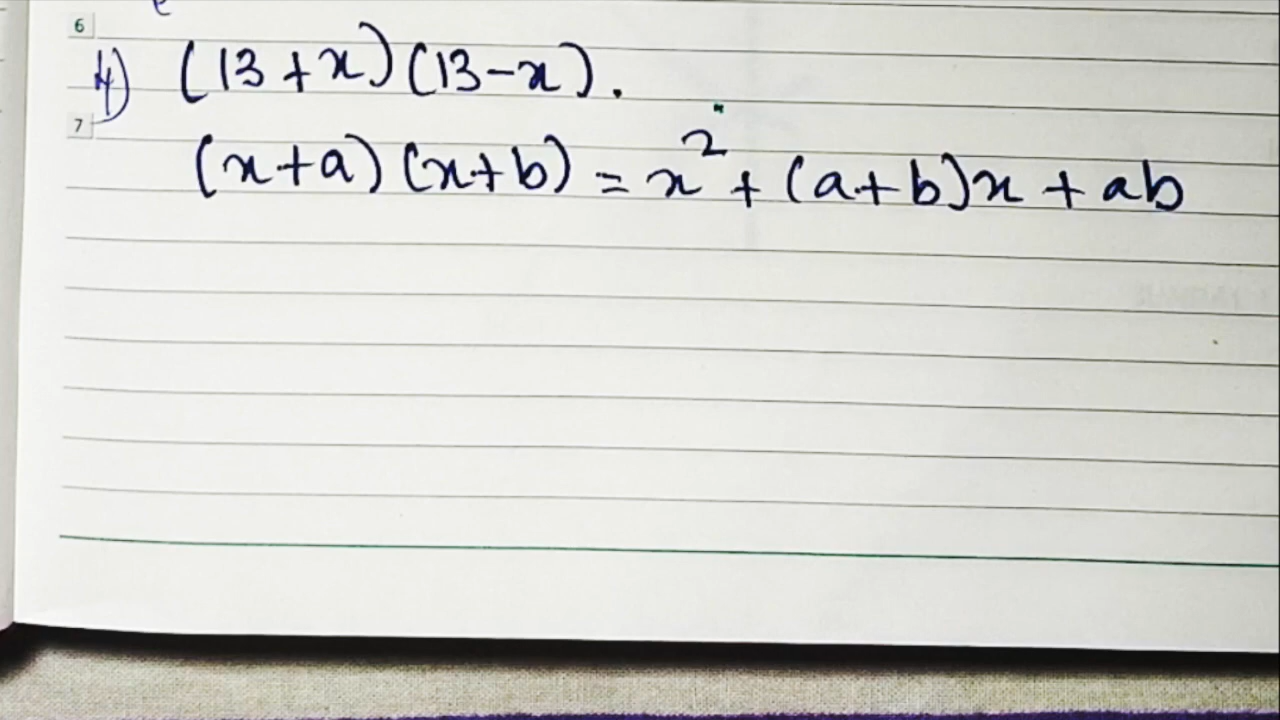 6
4) (13+x)(13-x).
7
(x+a)(x+b) = x² + (a+b)x + ab